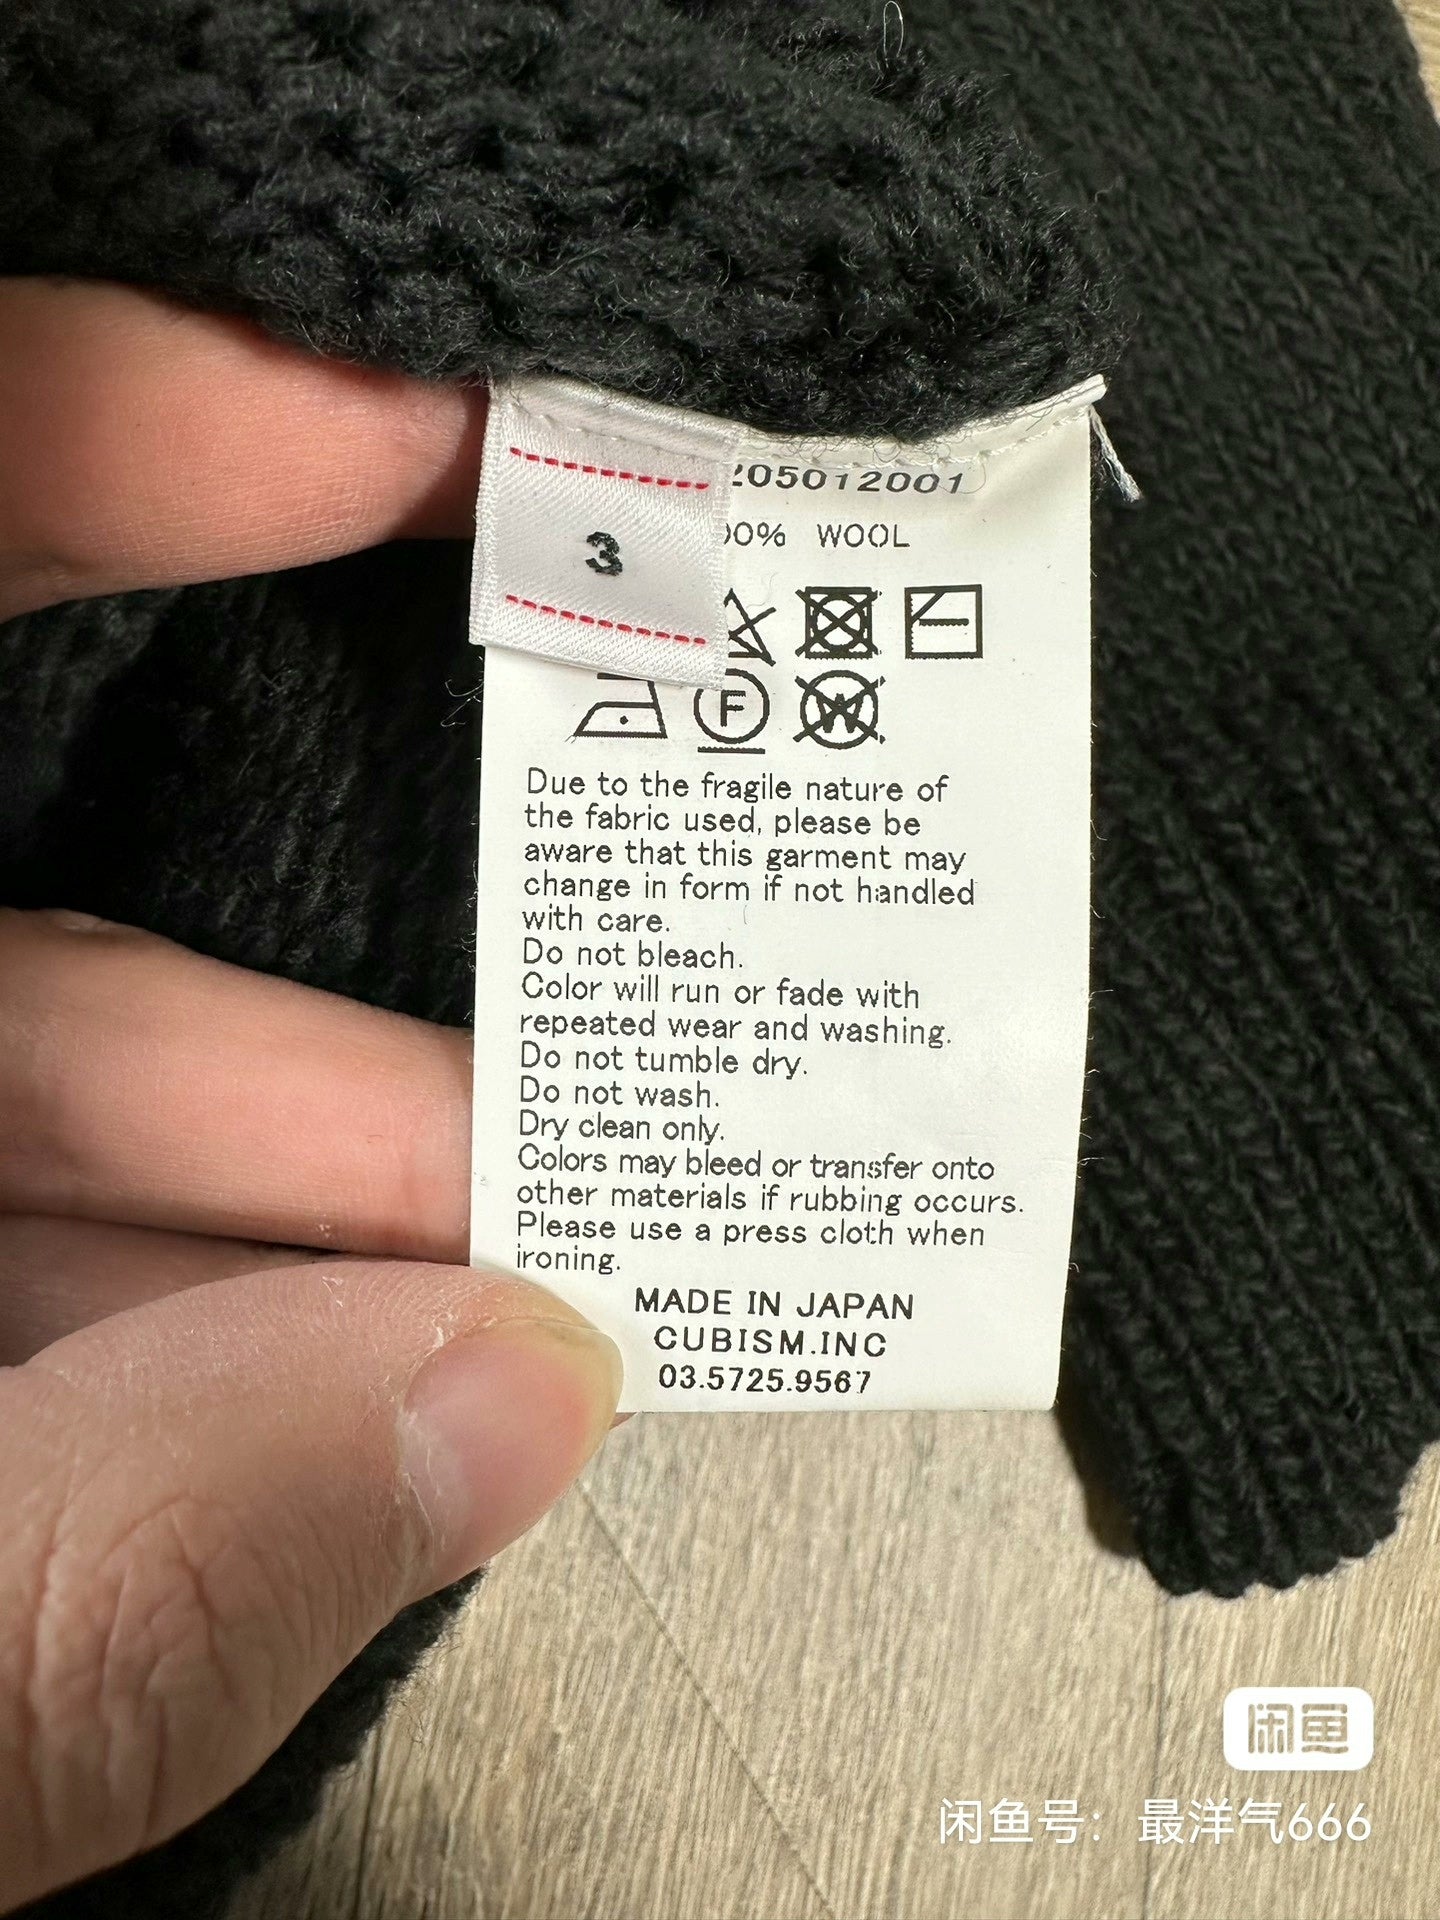 205012001
3
00% WOOL
F
W
Due to the fragile nature of
the fabric used, please be
aware that this garment may
change in form if not handled
with care.
Do not bleach.
Color will run or fade with
repeated wear and washing.
Do not tumble dry.
Do not wash.
Dry clean only.
Colors may bleed or transfer onto
other materials if rubbing occurs.
Please use a press cloth when
ironing.
MADE IN JAPAN
CUBISM.INC
03.5725.9567
闲鱼
闲鱼号：最洋气666